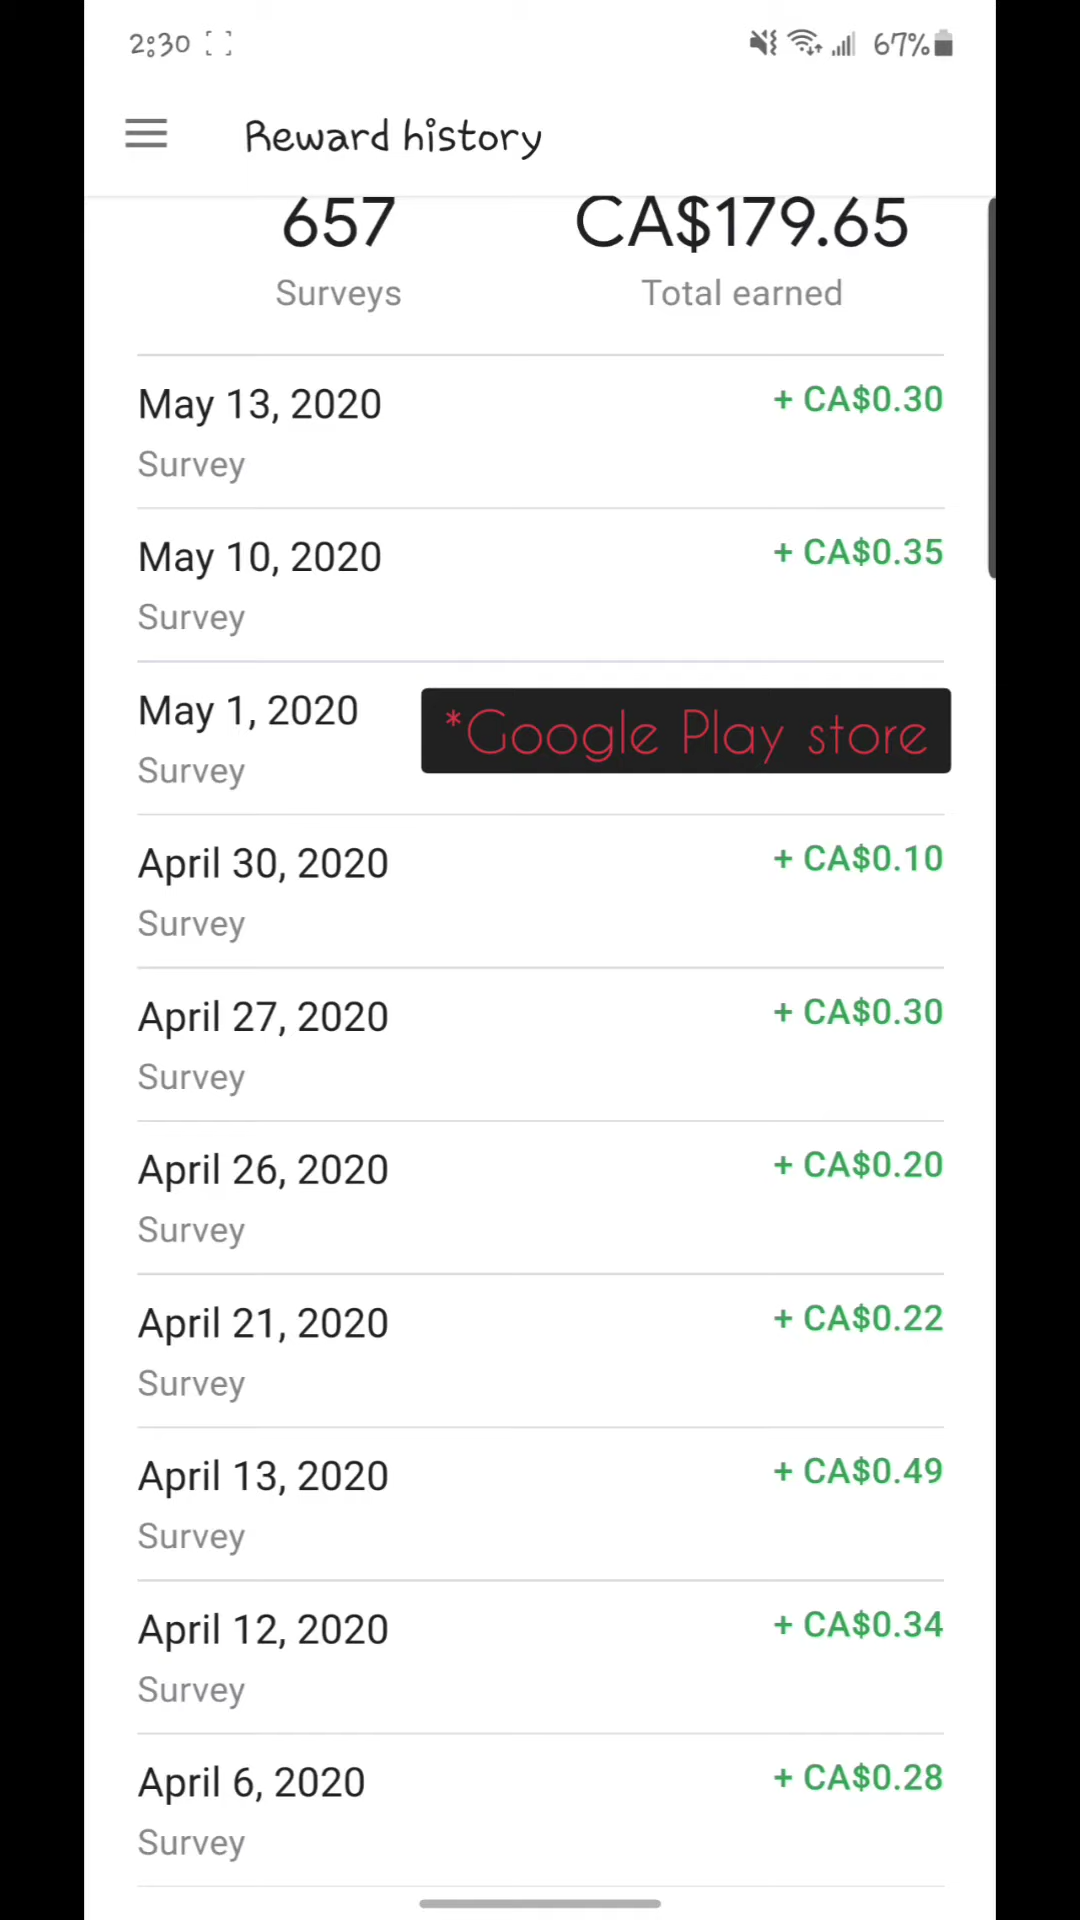 2:30 67%
Reward history
657 CA$179.65
Surveys Total earned
May 13, 2020 + CA$0.30
Survey
May 10, 2020 + CA$0.35
Survey
May 1, 2020 *Google Play store
Survey
April 30, 2020 + CA$0.10
Survey
April 27, 2020 + CA$0.30
Survey
April 26, 2020 + CA$0.20
Survey
April 21, 2020 + CA$0.22
Survey
April 13, 2020 + CA$0.49
Survey
April 12, 2020 + CA$0.34
Survey
April 6, 2020 + CA$0.28
Survey